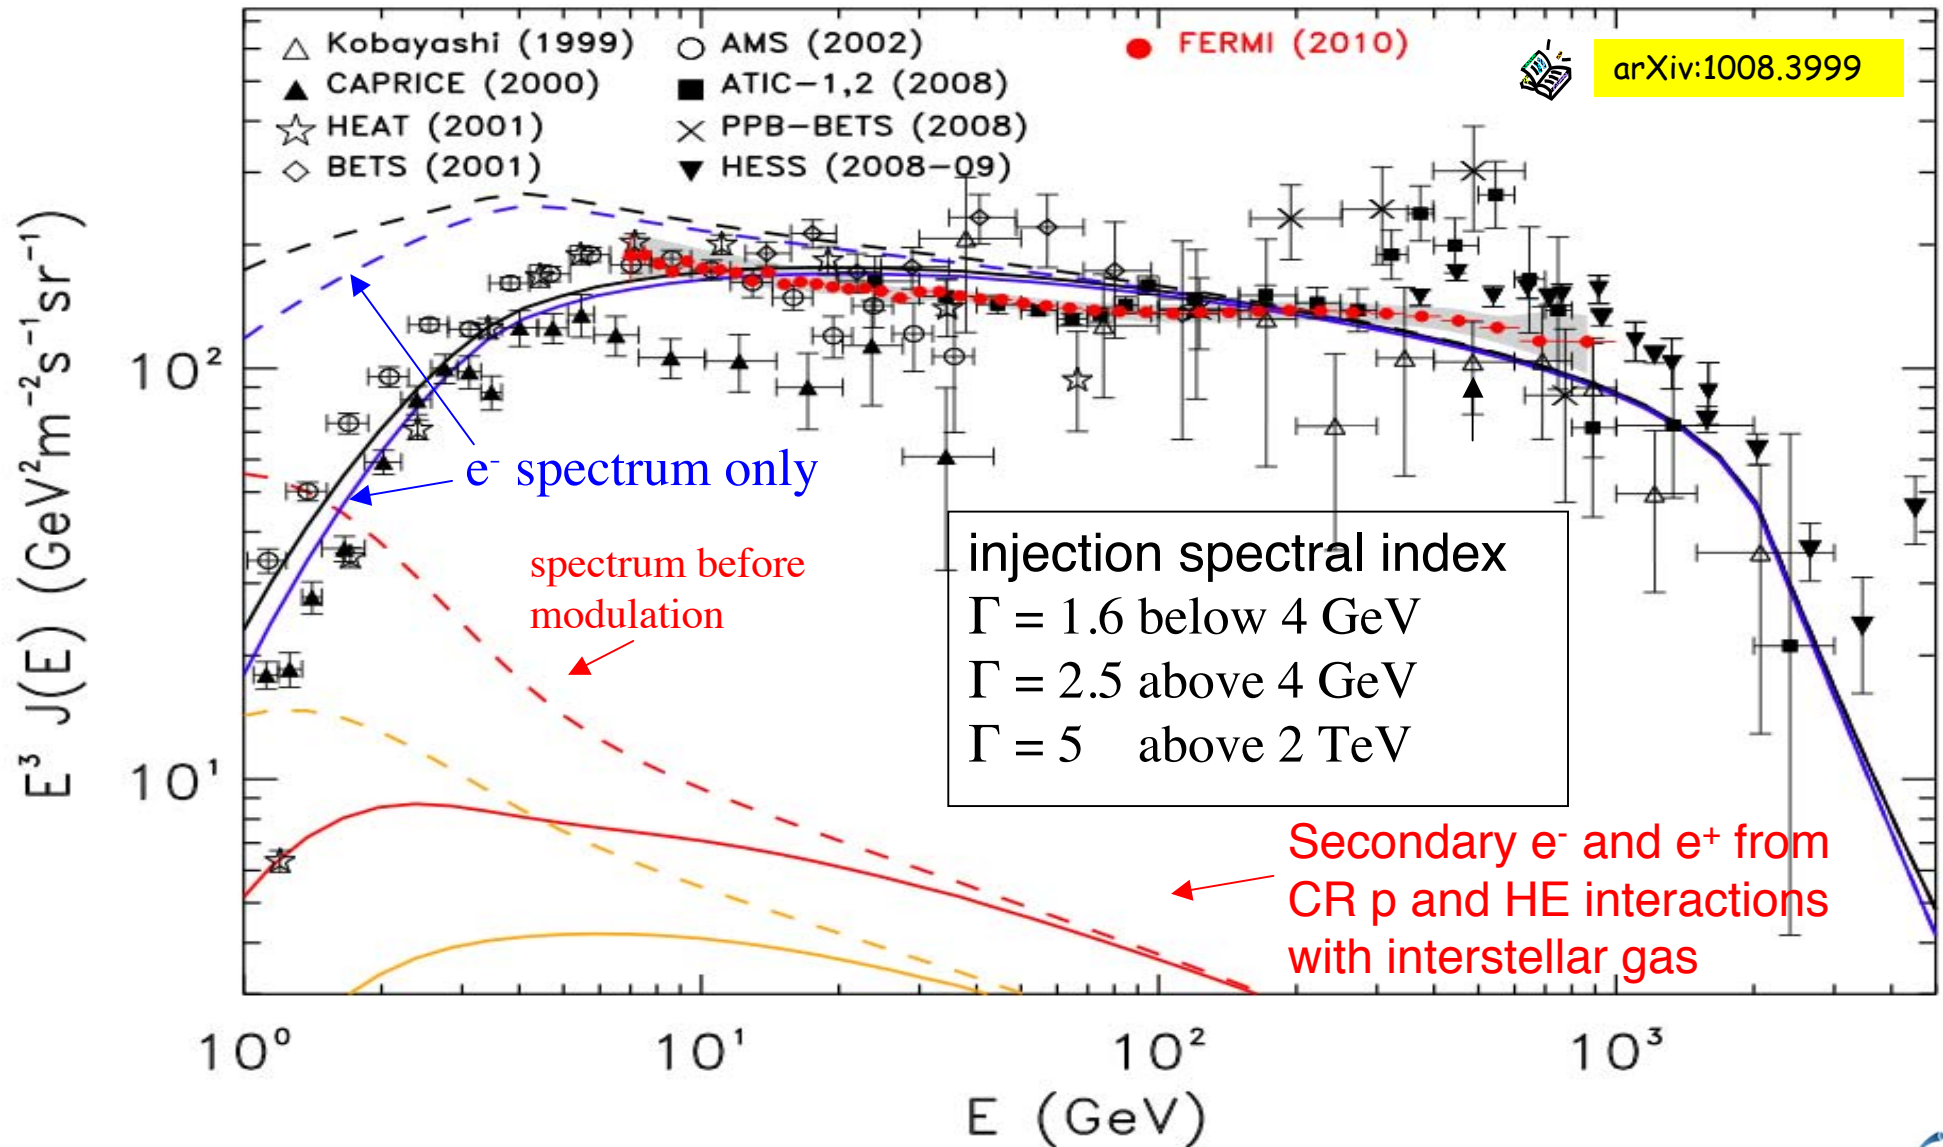 △ Kobayashi (1999)
▲ CAPRICE (2000)
☆ HEAT (2001)
◇ BETS (2001)
○ AMS (2002)
■ ATIC-1,2 (2008)
× PPB-BETS (2008)
▼ HESS (2008-09)
● FERMI (2010)
arXiv:1008.3999
E³ J(E) (GeV²m⁻²s⁻¹sr⁻¹)
10²
10¹
e⁻ spectrum only
spectrum before
modulation
injection spectral index
Γ = 1.6 below 4 GeV
Γ = 2.5 above 4 GeV
Γ = 5 above 2 TeV
Secondary e⁻ and e⁺ from
CR p and HE interactions
with interstellar gas
10⁰ 10¹ 10² 10³
E (GeV)